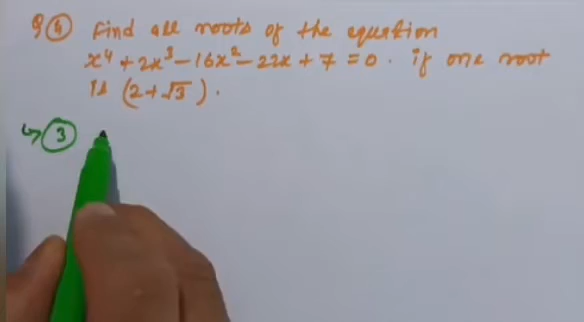 Q④ Find all roots of the equation
x⁴ + 2x³ - 16x² - 22x + 7 = 0. if one root
is (2+√3).
↳ ③